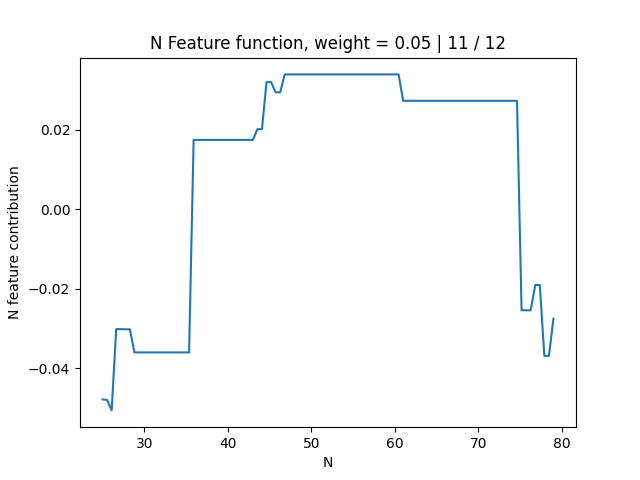 N Feature function, weight = 0.05 | 11 / 12
N feature contribution
0.02
0.00
−0.02
−0.04
30 40 50 60 70 80
N